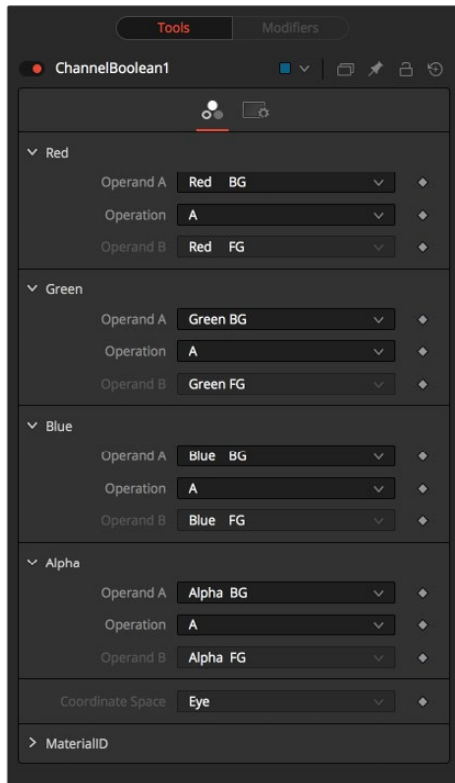 Tools Modifiers
ChannelBoolean1
Red
Operand A Red BG
Operation A
Operand B Red FG
Green
Operand A Green BG
Operation A
Operand B Green FG
Blue
Operand A Blue BG
Operation A
Operand B Blue FG
Alpha
Operand A Alpha BG
Operation A
Operand B Alpha FG
Coordinate Space Eye
MaterialID